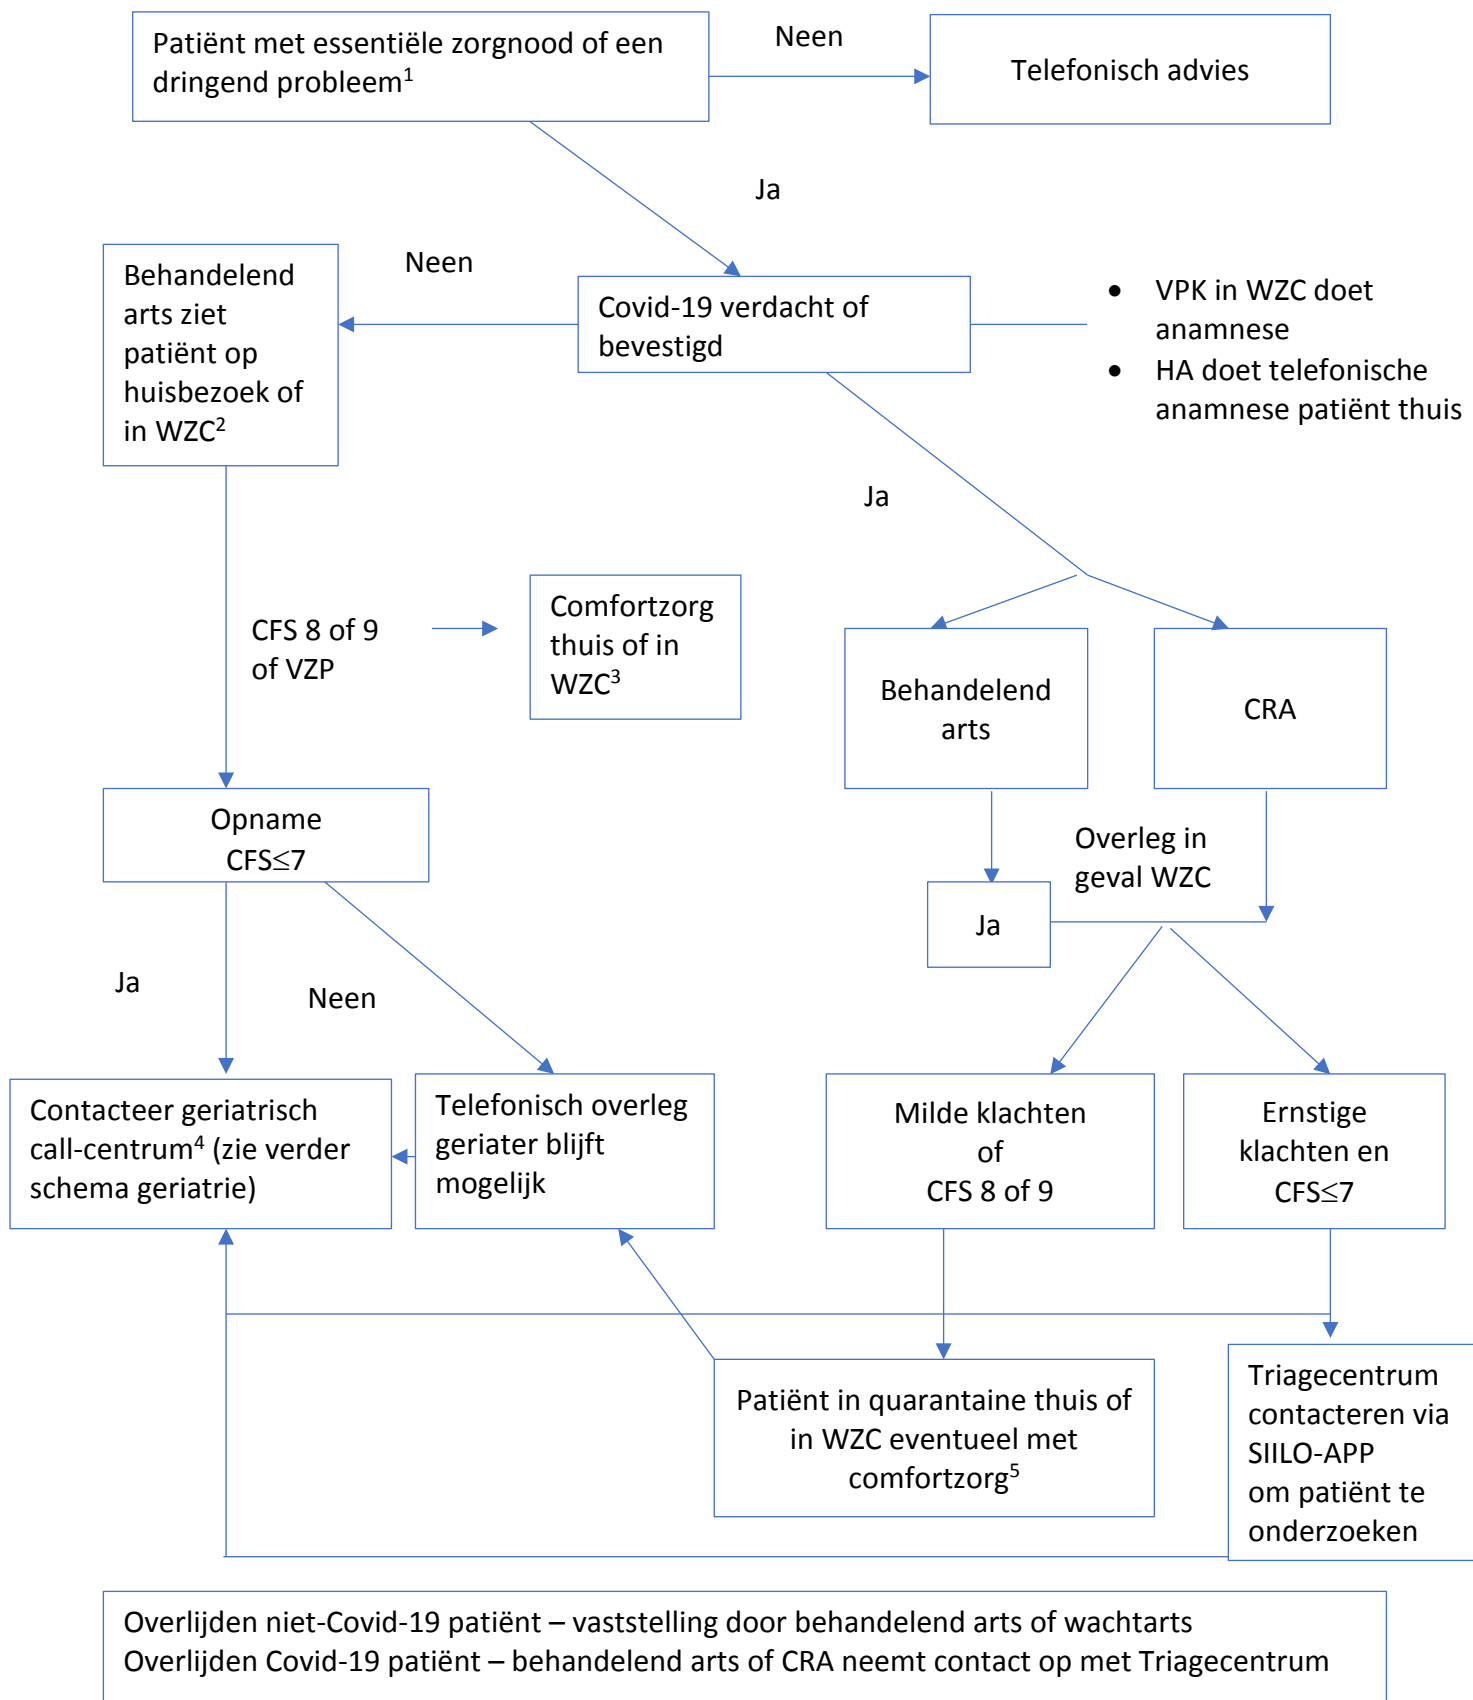 Patiënt met essentiële zorgnood of een
dringend probleem1
Neen
Telefonisch advies
Ja
Behandelend
arts ziet
patiënt op
huisbezoek of
in WZC2
Neen
Covid-19 verdacht of
bevestigd
• VPK in WZC doet
anamnese
• HA doet telefonische
anamnese patiënt thuis
Ja
CFS 8 of 9
of VZP
Comfortzorg
thuis of in
WZC3
Behandelend
arts
CRA
Opname
CFS≤7
Overleg in
geval WZC
Ja
Ja
Neen
Contacteer geriatrisch
call-centrum4 (zie verder
schema geriatrie)
Telefonisch overleg
geriater blijft
mogelijk
Milde klachten
of
CFS 8 of 9
Ernstige
klachten en
CFS≤7
Patiënt in quarantaine thuis of
in WZC eventueel met
comfortzorg5
Triagecentrum
contacteren via
SIILO-APP
om patiënt te
onderzoeken
Overlijden niet-Covid-19 patiënt – vaststelling door behandelend arts of wachtarts
Overlijden Covid-19 patiënt – behandelend arts of CRA neemt contact op met Triagecentrum